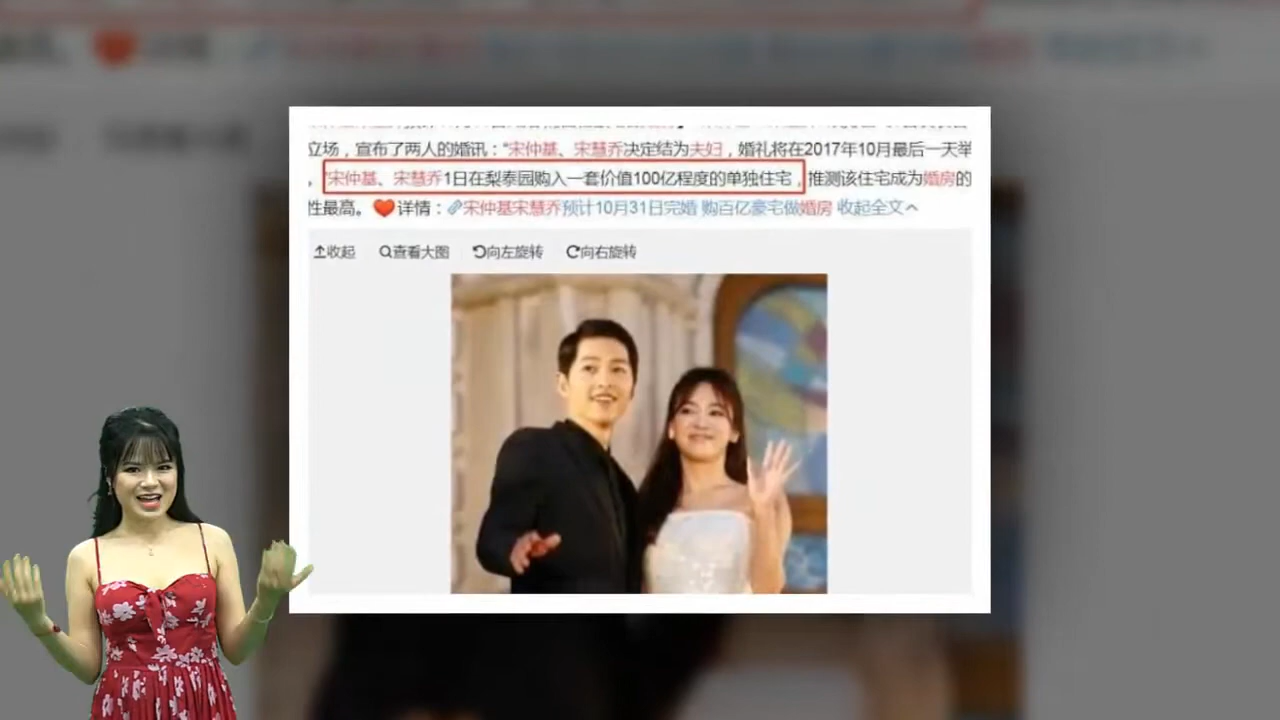 立场，宣布了两人的婚讯：“宋仲基、宋慧乔决定结为夫妇，婚礼将在2017年10月最后一天举
，“宋仲基、宋慧乔1日在梨泰园购入一套价值100亿程度的单独住宅，推测该住宅成为婚房的
性最高。❤️详情：宋仲基宋慧乔预计10月31日完婚 购百亿豪宅做婚房 收起全文
收起 查看大图 向左旋转 向右旋转